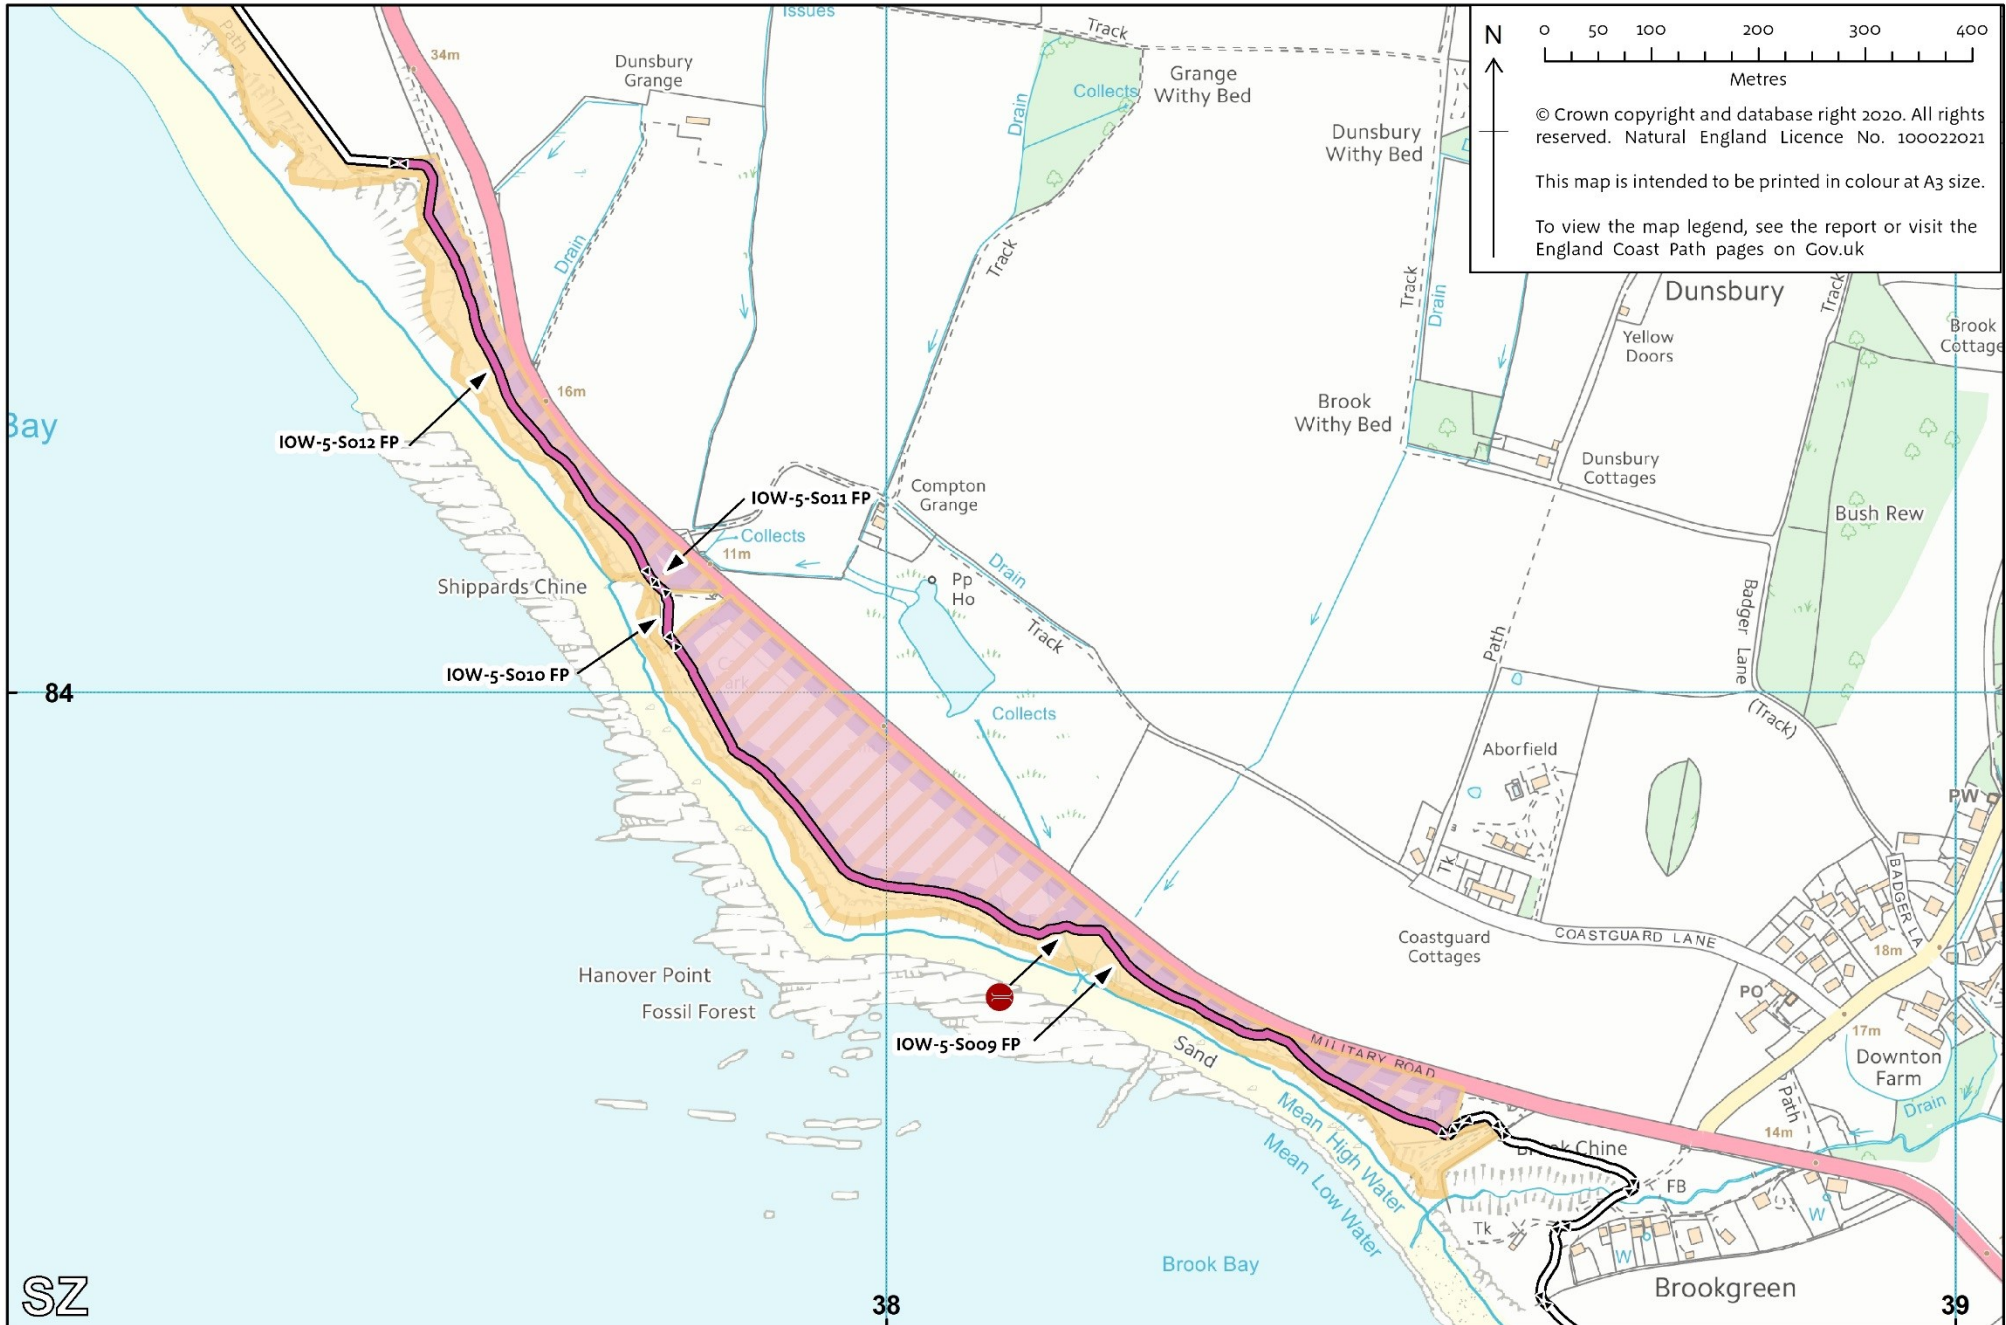 Issues
Track
34m
Path
Dunsbury
Grange
Grange
Withy Bed
Collects
Drain
Dunsbury
Withy Bed
N
0 50 100 200 300 400
Metres
© Crown copyright and database right 2020. All rights
reserved. Natural England Licence No. 100022021
This map is intended to be printed in colour at A3 size.
To view the map legend, see the report or visit the
England Coast Path pages on Gov.uk
Drain
Track
Track
Drain
Dunsbury
Track
Yellow
Doors
Brook
Cottage
16m
Bay
IOW-5-S012 FP
Brook
Withy Bed
Dunsbury
Cottages
Bush Rew
IOW-5-S011 FP
Compton
Grange
Collects
11m
Drain
Shippards Chine
Pp
Ho
Track
Badger Lane
(Track)
Path
IOW-5-S010 FP
84
Collects
Aborfield
PW
Tk
BADGER LA
Coastguard
Cottages
COASTGUARD LANE
18m
Hanover Point
Fossil Forest
PO
17m
IOW-5-S009 FP
Sand
MILITARY ROAD
Downton
Farm
Path
Drain
Mean High Water
Mean Low Water
14m
Chine
FB
W
Tk
W
Brook Bay
Brookgreen
SZ
38
39